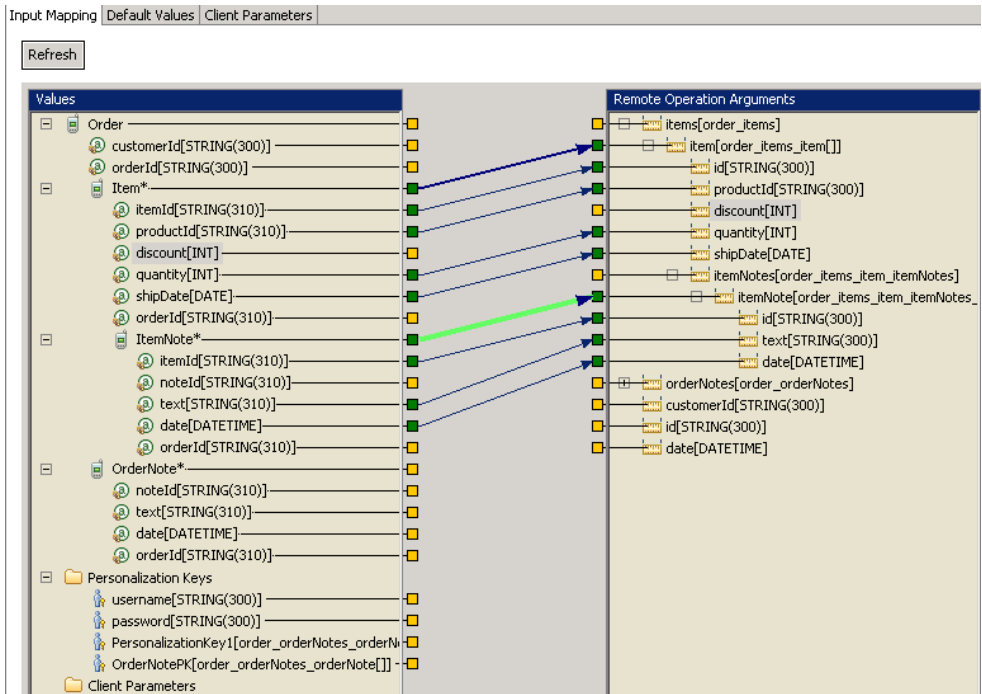 Input Mapping Default Values Client Parameters
Refresh
Values
Order
customerId[STRING(300)]
orderId[STRING(300)]
Item*
itemId[STRING(310)]
productId[STRING(310)]
discount[INT]
quantity[INT]
shipDate[DATE]
orderId[STRING(310)]
ItemNote*
itemId[STRING(310)]
noteId[STRING(310)]
text[STRING(310)]
date[DATETIME]
orderId[STRING(310)]
OrderNote*
noteId[STRING(310)]
text[STRING(310)]
date[DATETIME]
orderId[STRING(310)]
Personalization Keys
username[STRING(300)]
password[STRING(300)]
PersonalizationKey1[order_orderNotes_orderN
OrderNotePK[order_orderNotes_orderNote[]]
Client Parameters
Remote Operation Arguments
items[order_items]
item[order_items_item[]]
id[STRING(300)]
productId[STRING(300)]
discount[INT]
quantity[INT]
shipDate[DATE]
itemNotes[order_items_item_itemNotes]
itemNote[order_items_item_itemNotes_
id[STRING(300)]
text[STRING(300)]
date[DATETIME]
orderNotes[order_orderNotes]
customerId[STRING(300)]
id[STRING(300)]
date[DATETIME]